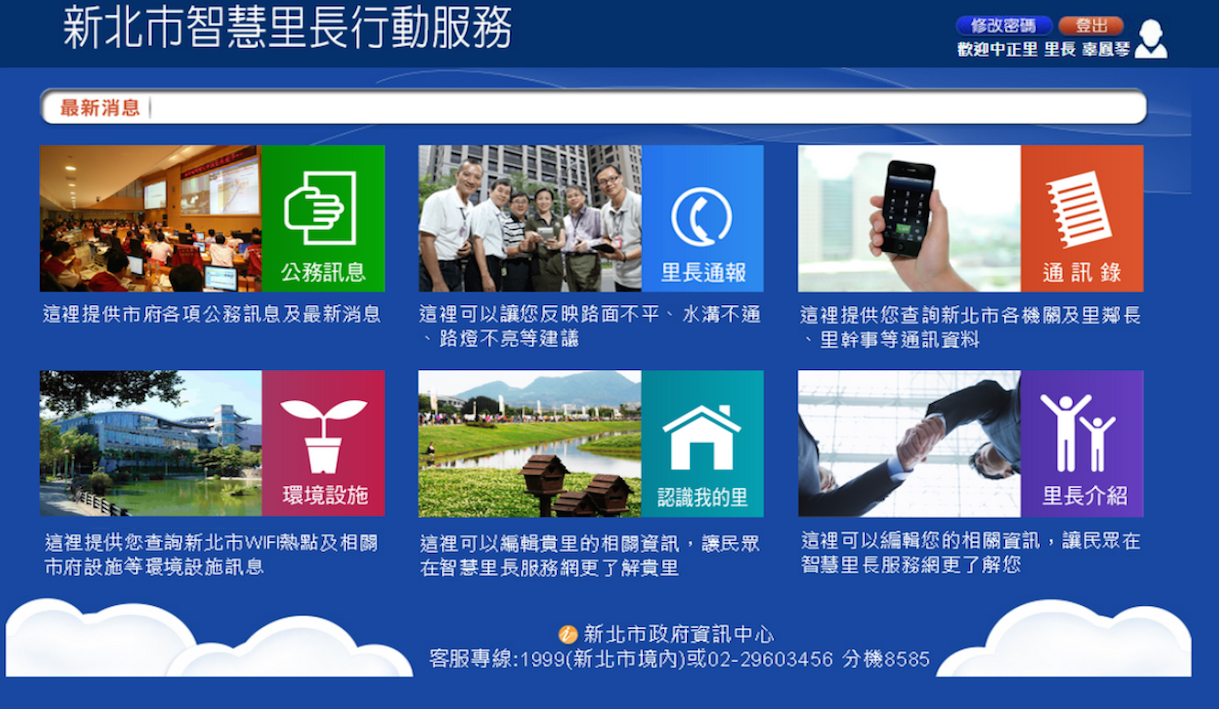 新北市智慧里長行動服務
修改密碼
登出
歡迎中正里 里長 辜鳳琴
最新消息
公務訊息
里長通報
通訊錄
這裡提供市府各項公務訊息及最新消息
這裡可以讓您反映路面不平、水溝不通
、路燈不亮等建議
這裡提供您查詢新北市各機關及里鄰長
、里幹事等通訊資料
環境設施
認識我的里
里長介紹
這裡提供您查詢新北市WIFI熱點及相關
市府設施等環境設施訊息
這裡可以編輯貴里的相關資訊，讓民眾
在智慧里長服務網更了解貴里
這裡可以編輯您的相關資訊，讓民眾在
智慧里長服務網更了解您
新北市政府資訊中心
客服專線:1999(新北市境內)或02-29603456 分機8585